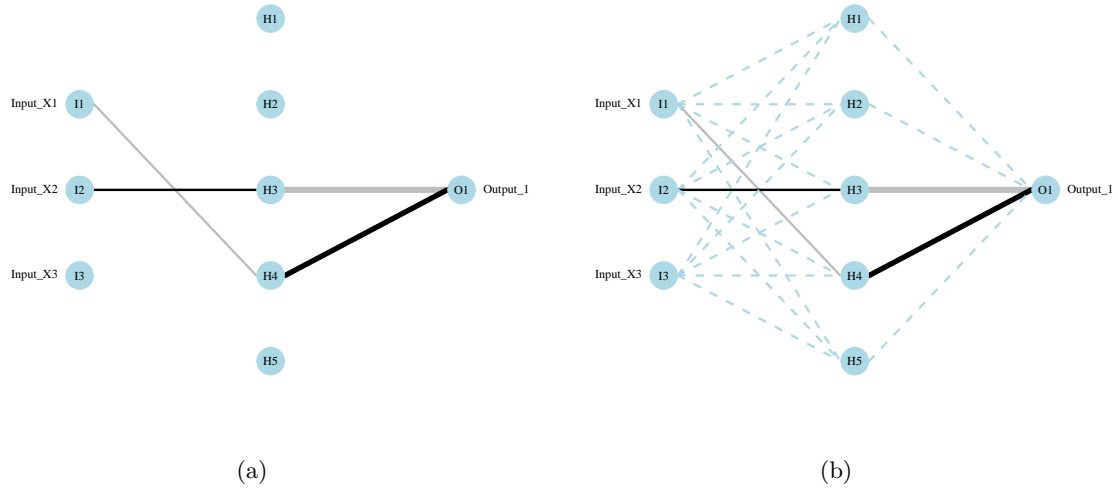 H1
Input_X1 I1 H2
Input_X2 I2 H3 O1 Output_1
Input_X3 I3 H4
H5
(a)
H1
Input_X1 I1 H2
Input_X2 I2 H3 O1 Output_1
Input_X3 I3 H4
H5
(b)